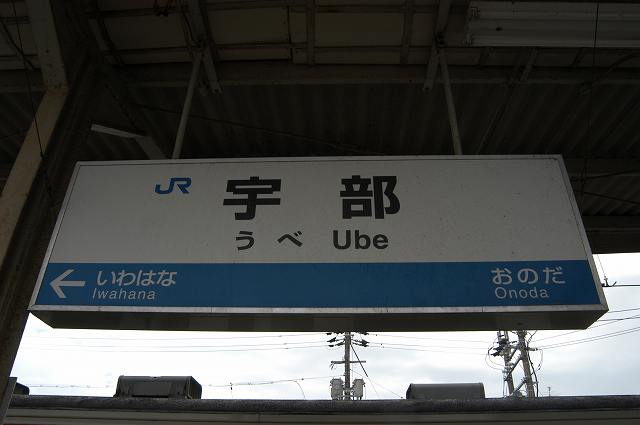 JR 宇部
うべ Ube
← いわはな おのだ
Iwahana Onoda